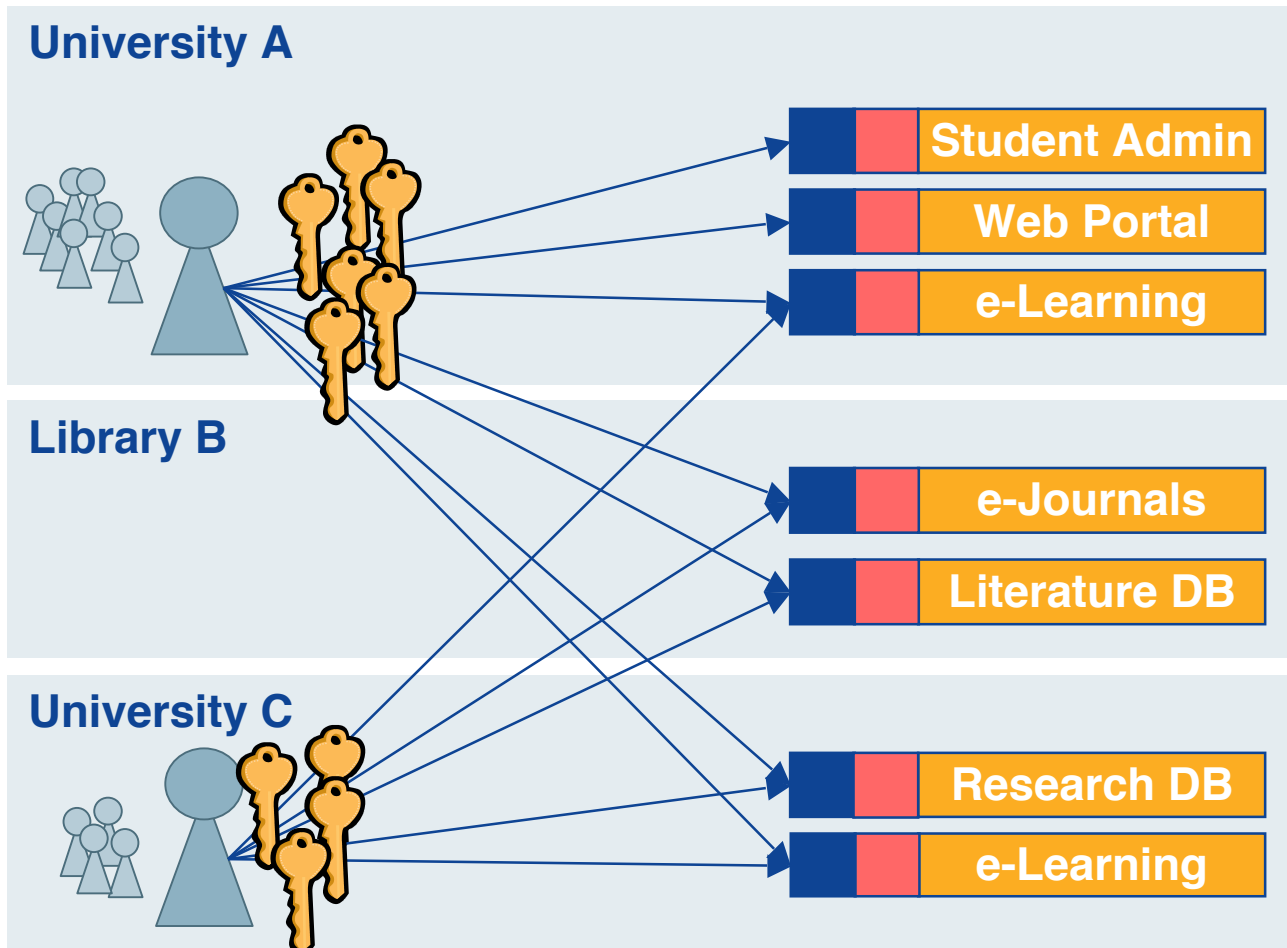 University A
Student Admin
Web Portal
e-Learning
Library B
e-Journals
Literature DB
University C
Research DB
e-Learning